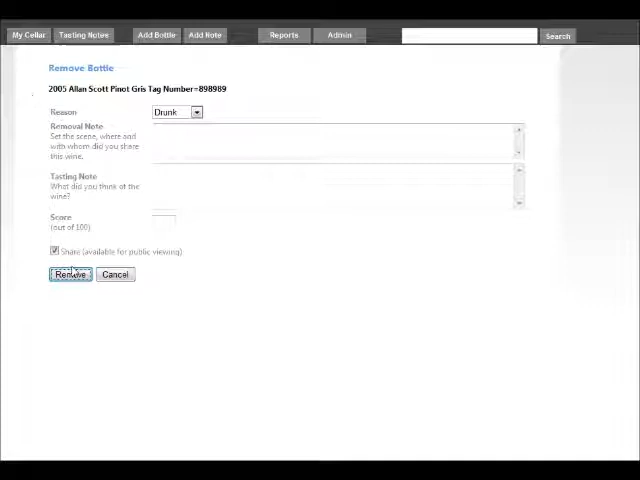 My Cellar Tasting Notes Add Bottle Add Note Reports Admin Search
Remove Bottle
2005 Allan Scott Pinot Gris Tag Number=898989
Reason Drunk
Removal Note
Set the scene, where and
with whom did you share
this wine.
Tasting Note
What did you think of the
wine?
Score
(out of 100)
Share (available for public viewing)
Remove Cancel